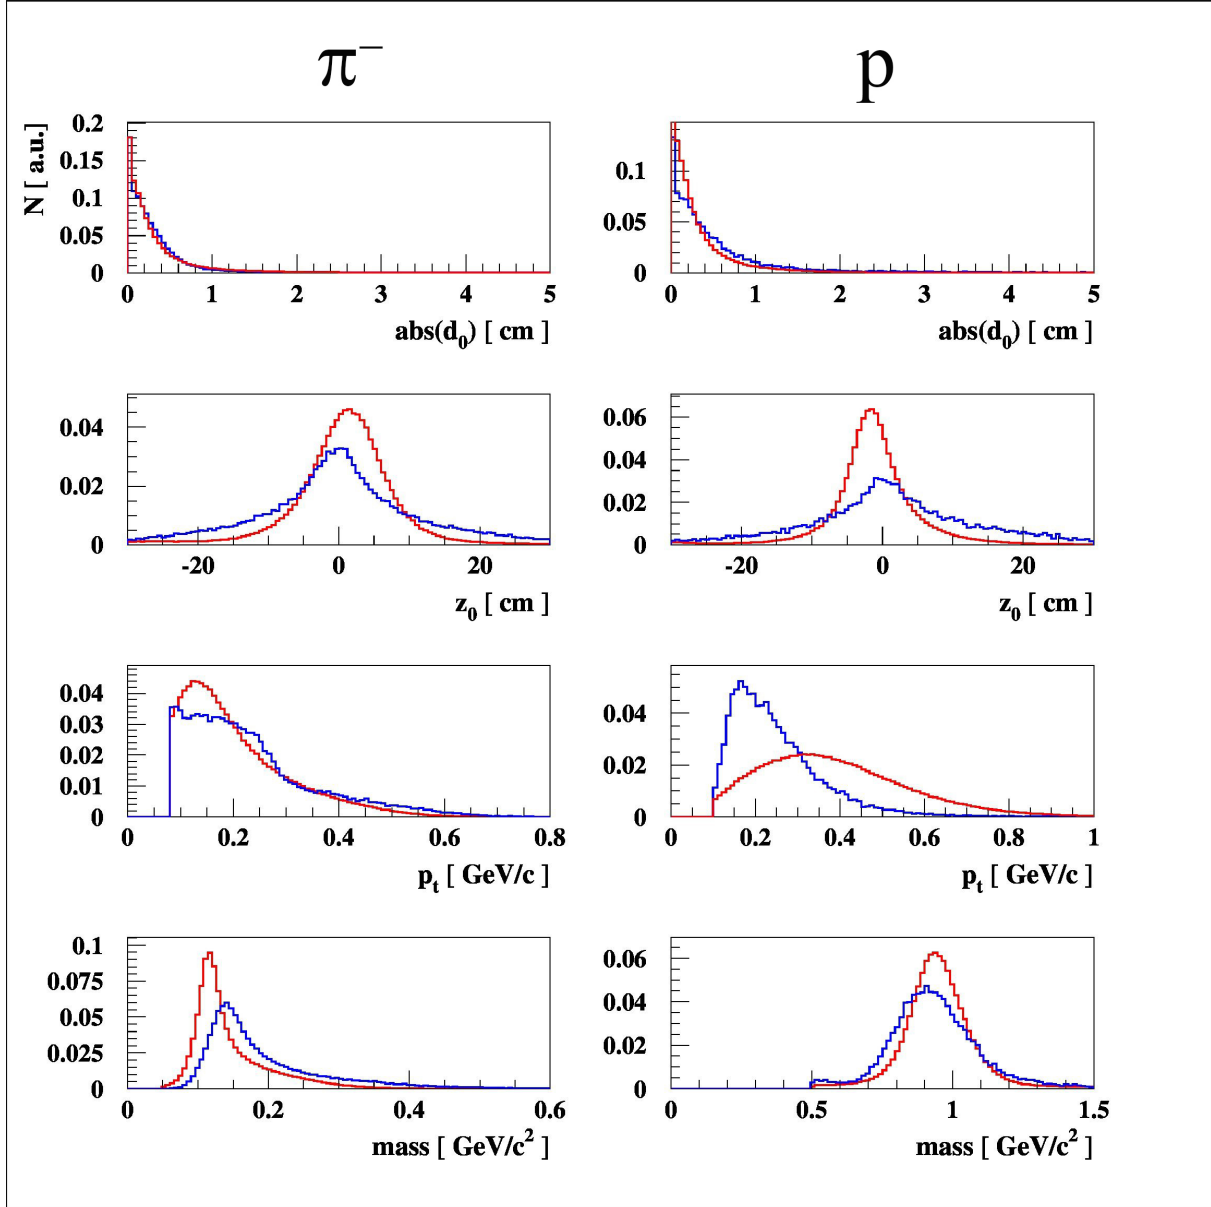 π⁻ p
N [ a.u.]
0.2
0.15
0.1
0.05
0
0 1 2 3 4 5
abs(d₀) [ cm ]
0.1
0.05
0
0 1 2 3 4 5
abs(d₀) [ cm ]
0.04
0.02
0
-20 0 20
z₀ [ cm ]
0.06
0.04
0.02
0
-20 0 20
z₀ [ cm ]
0.04
0.03
0.02
0.01
0
0 0.2 0.4 0.6 0.8
pₜ [ GeV/c ]
0.04
0.02
0
0 0.2 0.4 0.6 0.8 1
pₜ [ GeV/c ]
0.1
0.075
0.05
0.025
0
0 0.2 0.4 0.6
mass [ GeV/c² ]
0.06
0.04
0.02
0
0 0.5 1 1.5
mass [ GeV/c² ]